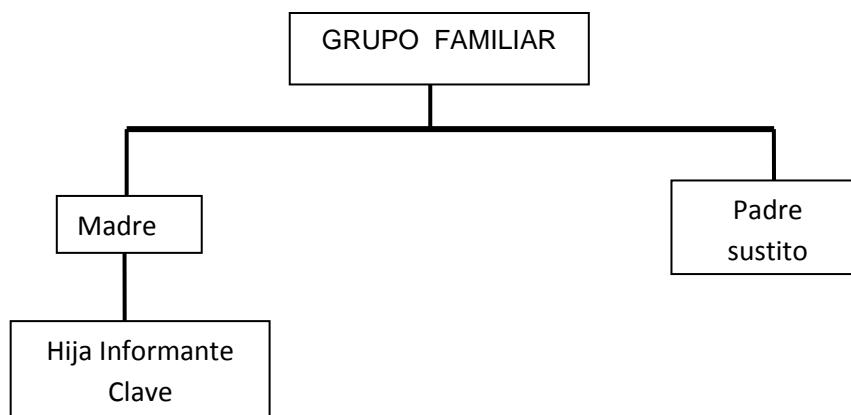 GRUPO FAMILIAR
Madre
Padre
sustito
Hija Informante
Clave